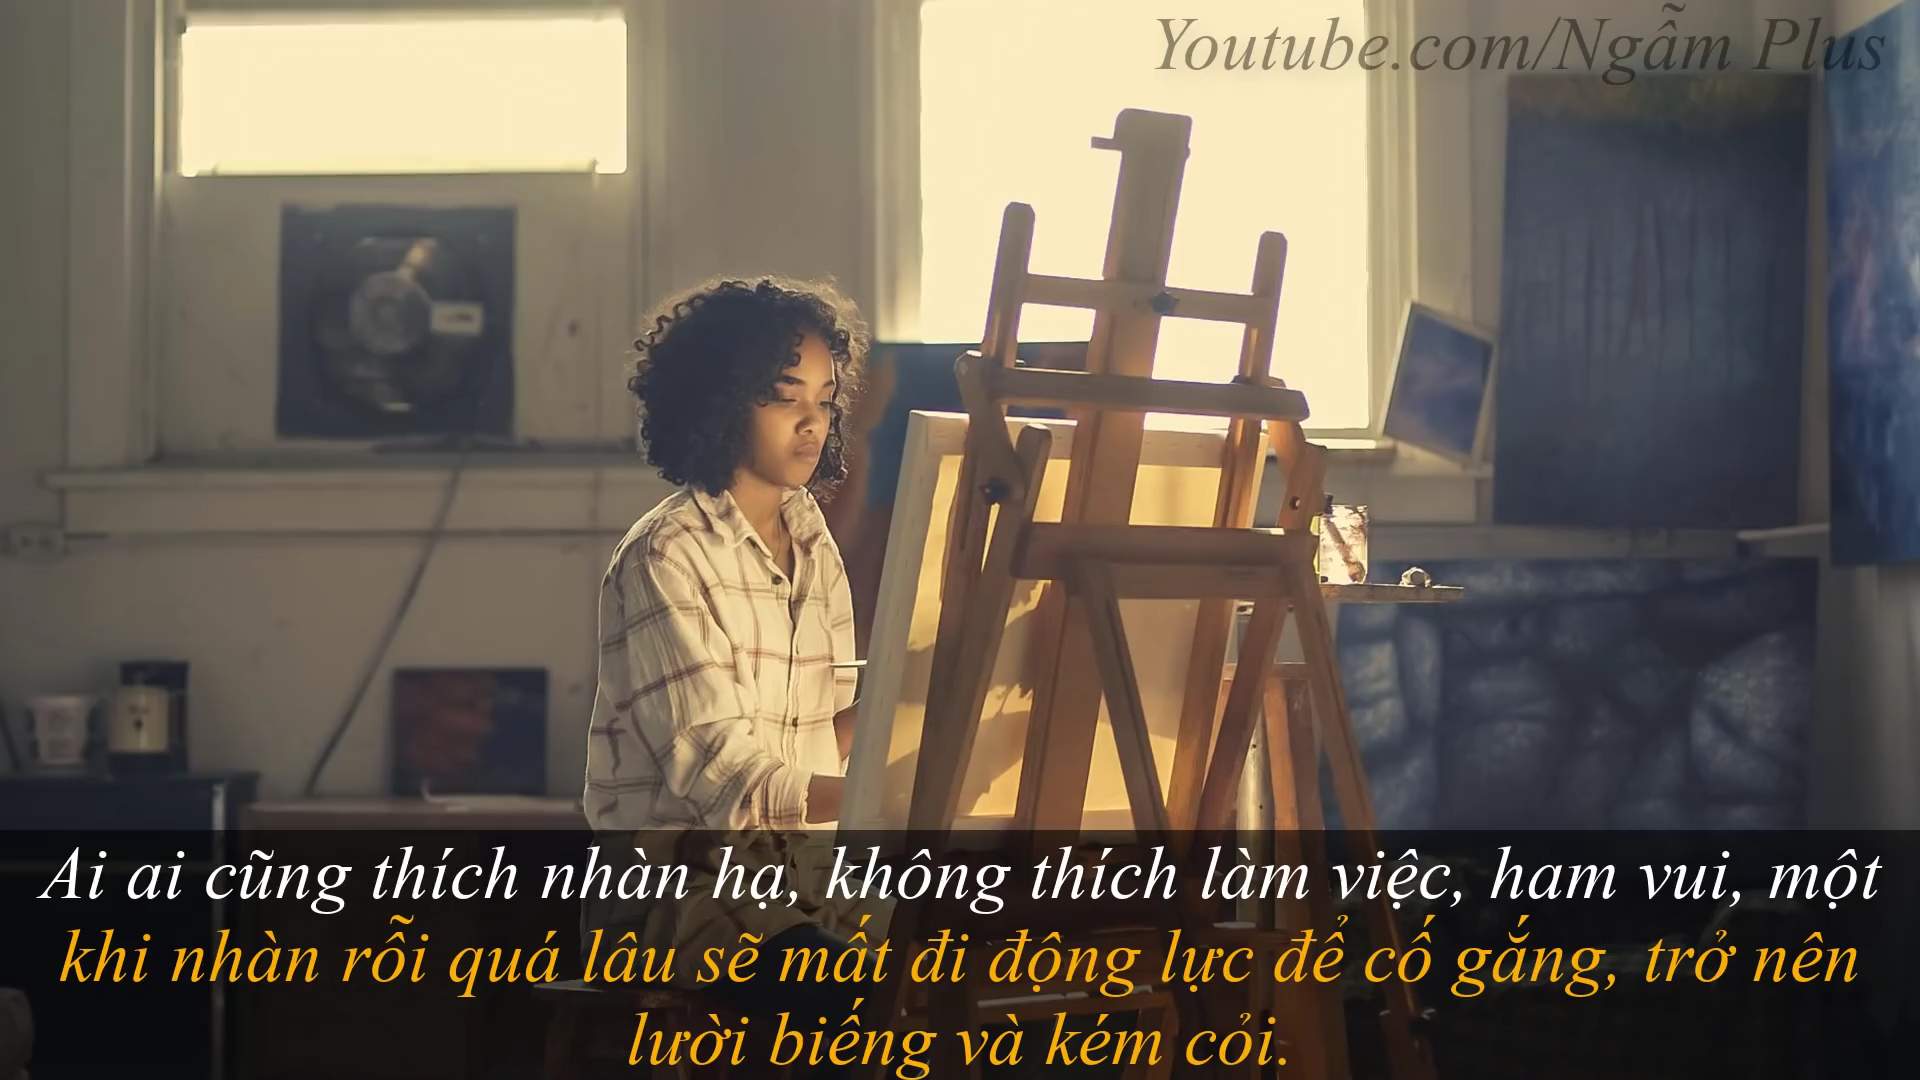 Youtube.com/Ngẫm Plus
Ai ai cũng thích nhàn hạ, không thích làm việc, ham vui, một
khi nhàn rỗi quá lâu sẽ mất đi động lực để cố gắng, trở nên
lười biếng và kém cỏi.